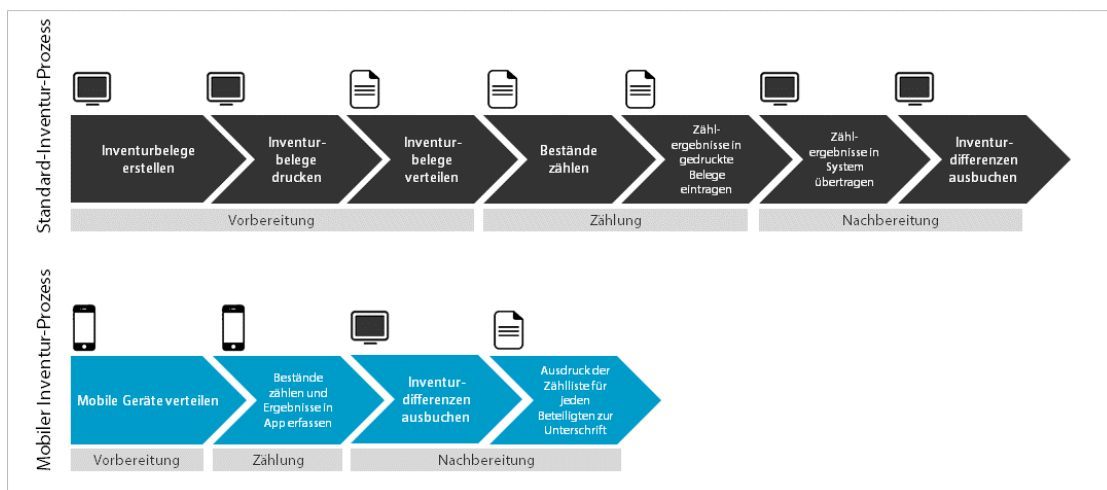 Standard-Inventur-Prozess
Inventurbelege
erstellen
Inventur-
belege
drucken
Inventur-
belege
verteilen
Bestände
zählen
Zähl-
ergebnisse in
gedruckte
Belege
eintragen
Zähl-
ergebnisse in
System
übertragen
Inventur-
differenzen
ausbuchen
Vorbereitung
Zählung
Nachbereitung
Mobiler Inventur-Prozess
Mobile Geräte verteilen
Bestände
zählen und
Ergebnisse in
App erfassen
Inventur-
differenzen
ausbuchen
Ausdruck der
Zählliste für
jeden
Beteiligten zur
Unterschrift
Vorbereitung
Zählung
Nachbereitung